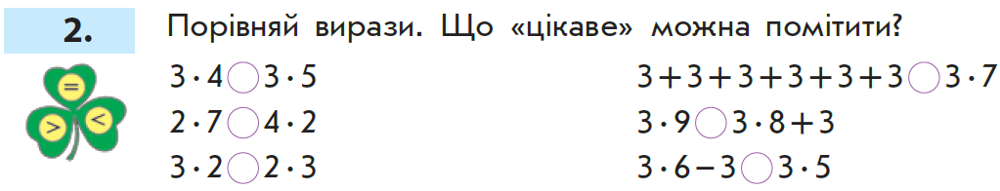 2. Порівняй вирази. Що «цікаве» можна помітити?
= > <
3·4◯3·5 3+3+3+3+3+3◯3·7
2·7◯4·2 3·9◯3·8+3
3·2◯2·3 3·6−3◯3·5